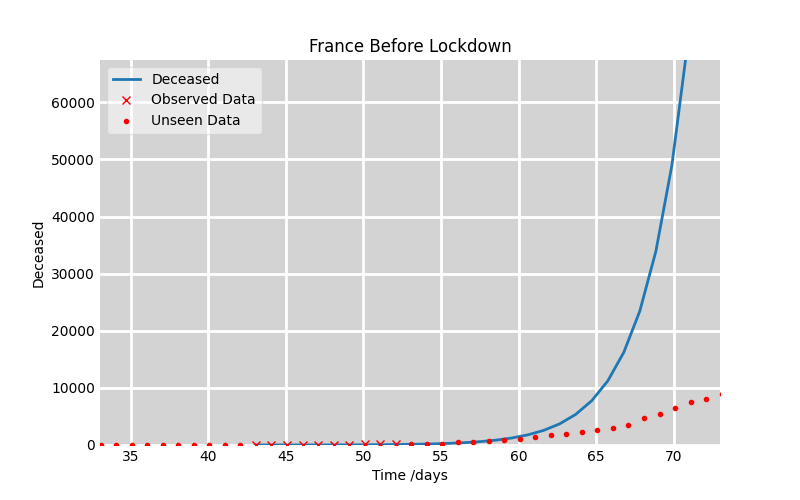 France Before Lockdown
Deceased
Observed Data
Unseen Data
60000
50000
40000
30000
20000
10000
0
Deceased
35 40 45 50 55 60 65 70
Time /days